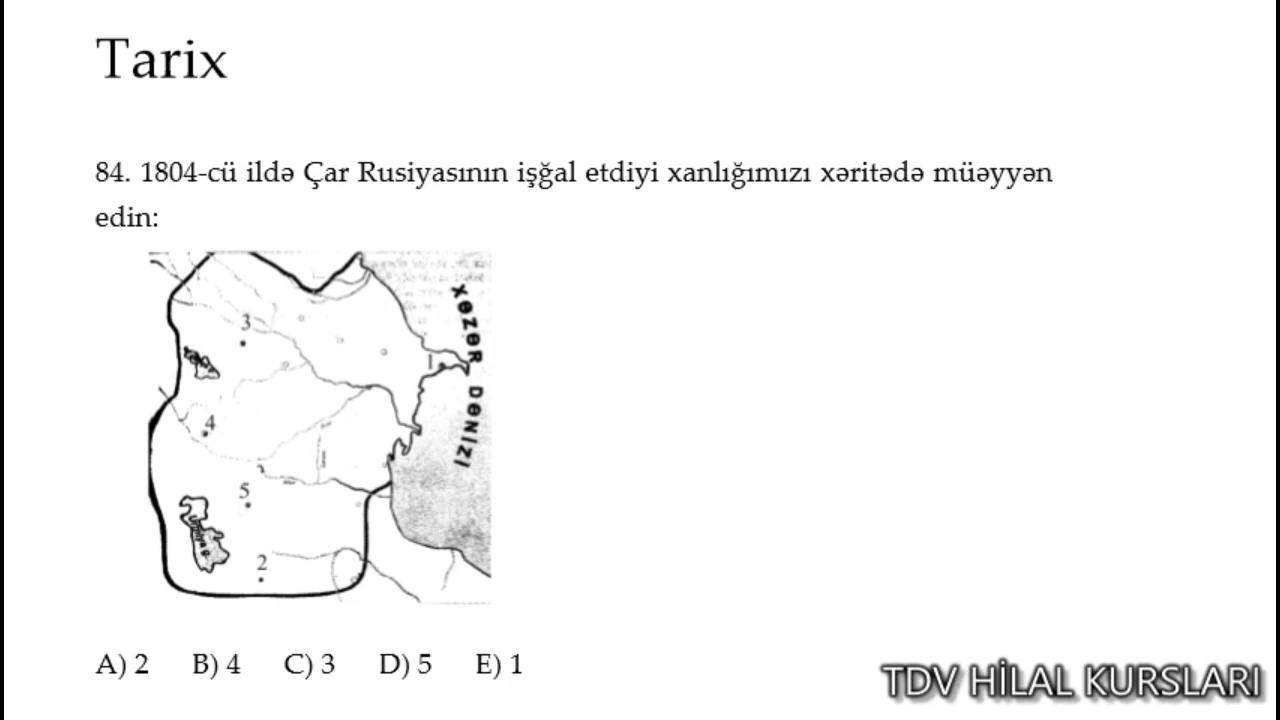 Tarix
84. 1804-cü ildə Çar Rusiyasının işğal etdiyi xanlığımızı xəritədə müəyyən
edin:
XƏZƏR DƏNİZİ
3
1
4
5
Urmiya g.
2
A) 2 B) 4 C) 3 D) 5 E) 1
TDV HİLAL KURSLARI